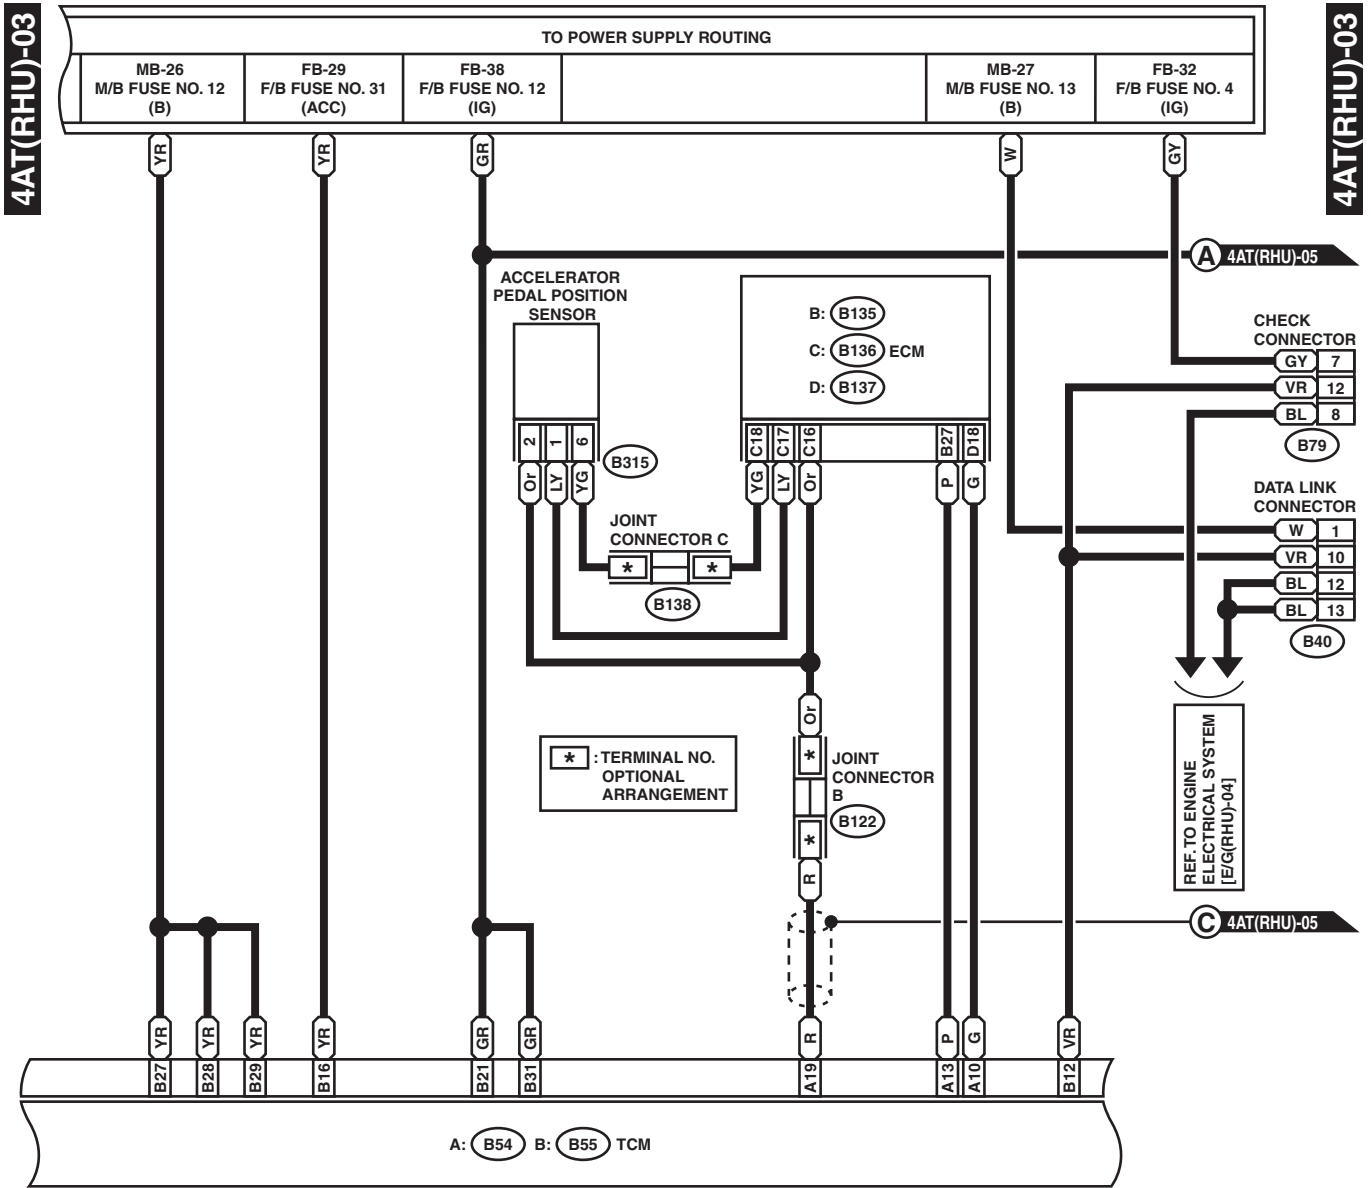 4AT(RHU)-03
4AT(RHU)-03
TO POWER SUPPLY ROUTING
MB-26
M/B FUSE NO. 12
(B)
FB-29
F/B FUSE NO. 31
(ACC)
FB-38
F/B FUSE NO. 12
(IG)
MB-27
M/B FUSE NO. 13
(B)
FB-32
F/B FUSE NO. 4
(IG)
YR
YR
GR
W
GY
A
4AT(RHU)-05
ACCELERATOR
PEDAL POSITION
SENSOR
B: B135
C: B136 ECM
D: B137
CHECK
CONNECTOR
GY 7
VR 12
BL 8
B79
2 1 6
B315
C18 C17 C16 B27 D18
Or LY YG
YG LY Or P G
DATA LINK
CONNECTOR
W 1
VR 10
BL 12
BL 13
B40
JOINT
CONNECTOR C
* *
B138
Or
* : TERMINAL NO.
OPTIONAL
ARRANGEMENT
*
JOINT
CONNECTOR
B
B122
*
R
REF. TO ENGINE
ELECTRICAL SYSTEM
[E/G(RHU)-04]
C
4AT(RHU)-05
YR YR YR YR GR GR R P G VR
B27 B28 B29 B16 B21 B31 A19 A13 A10 B12
A: B54 B: B55 TCM